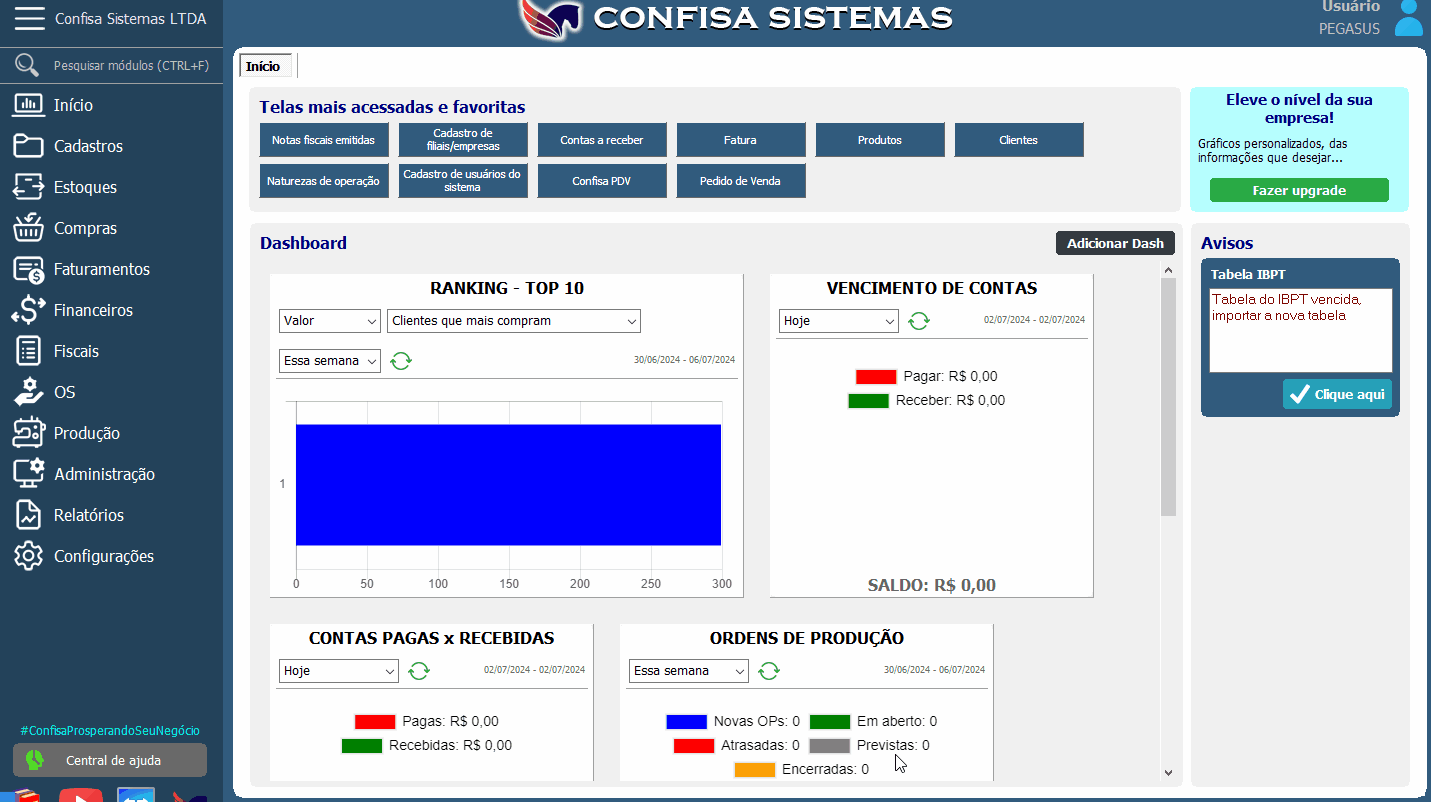 Confisa Sistemas LTDA
CONFISA SISTEMAS
Usuário
PEGASUS
Pesquisar módulos (CTRL+F)
Início
Cadastros
Estoques
Compras
Faturamentos
Financeiros
Fiscais
OS
Produção
Administração
Relatórios
Configurações
#ConfisaProsperandoSeuNegócio
Central de ajuda
Início
Telas mais acessadas e favoritas
Notas fiscais emitidas
Cadastro de
filiais/empresas
Contas a receber
Fatura
Produtos
Clientes
Naturezas de operação
Cadastro de usuários do
sistema
Confisa PDV
Pedido de Venda
Eleve o nível da sua
empresa!
Gráficos personalizados, das
informações que desejar...
Fazer upgrade
Dashboard
Adicionar Dash
RANKING - TOP 10
Valor
Clientes que mais compram
Essa semana
30/06/2024 - 06/07/2024
1
0 50 100 150 200 250 300
VENCIMENTO DE CONTAS
Hoje
02/07/2024 - 02/07/2024
Pagar: R$ 0,00
Receber: R$ 0,00
SALDO: R$ 0,00
CONTAS PAGAS x RECEBIDAS
Hoje
02/07/2024 - 02/07/2024
Pagas: R$ 0,00
Recebidas: R$ 0,00
ORDENS DE PRODUÇÃO
Essa semana
30/06/2024 - 06/07/2024
Novas OPs: 0 Em aberto: 0
Atrasadas: 0 Previstas: 0
Encerradas: 0
Avisos
Tabela IBPT
Tabela do IBPT vencida,
importar a nova tabela
Clique aqui